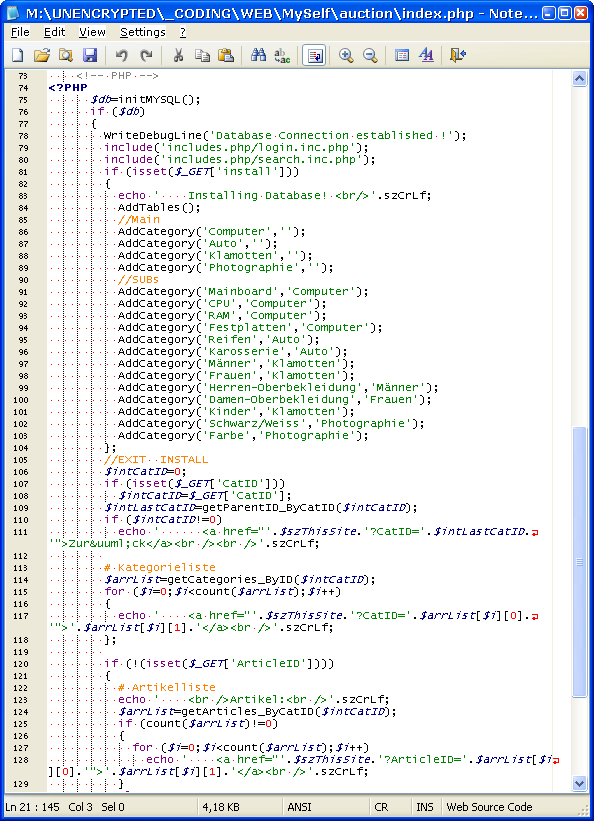 M:\UNENCRYPTED\_CODING\WEB\MySelf\auction\index.php - Note...
File Edit View Settings ?
73 <!-- PHP -->
74 <?PHP
75 $db=initMYSQL();
76 if ($db)
77 {
78 WriteDebugLine('Database Connection established !');
79 include('includes.php/login.inc.php');
80 include('includes.php/search.inc.php');
81 if (isset($_GET['install']))
82 {
83 echo '    Installing Database! <br/>'.szCrLf;
84 AddTables();
85 //Main
86 AddCategory('Computer','');
87 AddCategory('Auto','');
88 AddCategory('Klamotten','');
89 AddCategory('Photographie','');
90 //SUBs
91 AddCategory('Mainboard','Computer');
92 AddCategory('CPU','Computer');
93 AddCategory('RAM','Computer');
94 AddCategory('Festplatten','Computer');
95 AddCategory('Reifen','Auto');
96 AddCategory('Karosserie','Auto');
97 AddCategory('Männer','Klamotten');
98 AddCategory('Frauen','Klamotten');
99 AddCategory('Herren-Oberbekleidung','Männer');
100 AddCategory('Damen-Oberbekleidung','Frauen');
101 AddCategory('Kinder','Klamotten');
102 AddCategory('Schwarz/Weiss','Photographie');
103 AddCategory('Farbe','Photographie');
104 };
105 //EXIT INSTALL
106 $intCatID=0;
107 if (isset($_GET['CatID']))
108 $intCatID=$_GET['CatID'];
109 $intLastCatID=getParentID_ByCatID($intCatID);
110 if ($intCatID!=0)
111 echo '      <a href="'.$szThisSite.'?CatID='.$intLastCatID.
'">Zur&uuml;ck</a><br /><br />'.szCrLf;
112
113 # Kategorieliste
114 $arrList=getCategories_ByID($intCatID);
115 for ($i=0;$i<count($arrList);$i++)
116 {
117 echo '    <a href="'.$szThisSite.'?CatID='.$arrList[$i][0].
'">'.$arrList[$i][1].'</a><br />'.szCrLf;
118 };
119
120 if (!(isset($_GET['ArticleID'])))
121 {
122 # Artikelliste
123 echo '    <br />Artikel:<br />'.szCrLf;
124 $arrList=getArticles_ByCatID($intCatID);
125 if (count($arrList)!=0)
126 {
127 for ($i=0;$i<count($arrList);$i++)
128 echo '    <a href="'.$szThisSite.'?ArticleID='.$arrList[$i
][0].'">'.$arrList[$i][1].'</a><br />'.szCrLf;
129 }
Ln 21 : 145 Col 3 Sel 0 4,18 KB ANSI CR INS Web Source Code